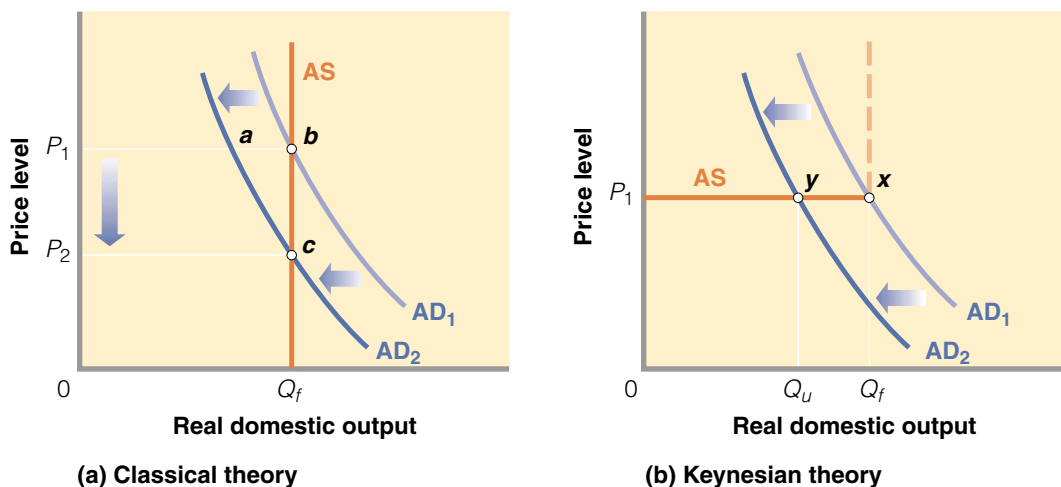 Price level
P1
P2
AS
a
b
c
AD1
AD2
0
Qf
Real domestic output
(a) Classical theory
Price level
P1
AS
y
x
AD1
AD2
0
Qu
Qf
Real domestic output
(b) Keynesian theory